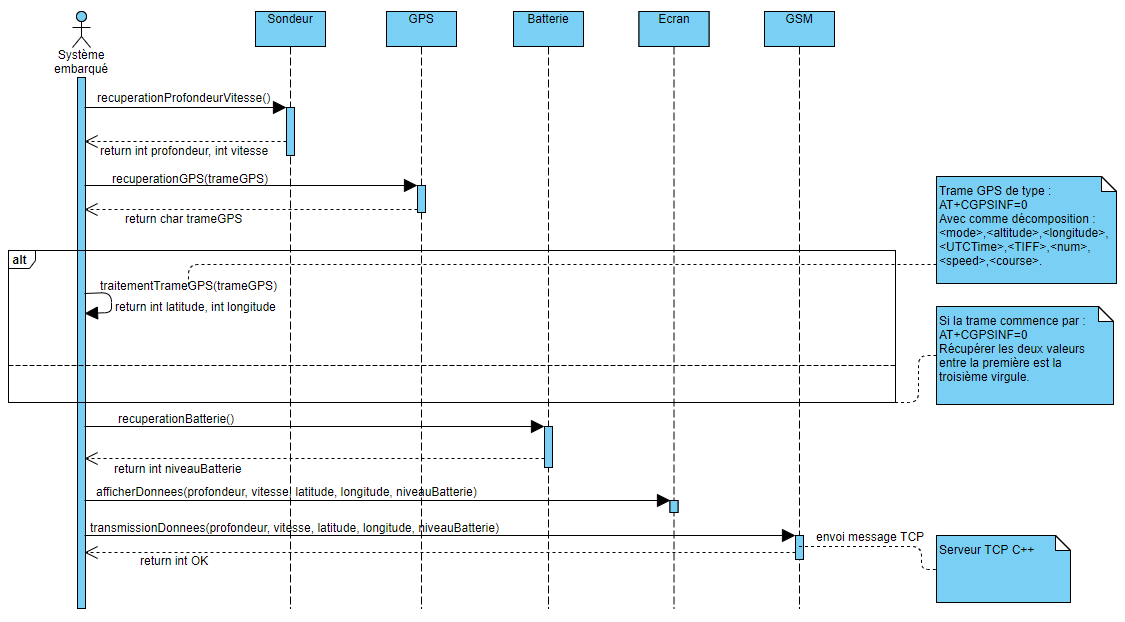 Sondeur
GPS
Batterie
Ecran
GSM
Système
embarqué
recuperationProfondeurVitesse()
return int profondeur, int vitesse
recuperationGPS(trameGPS)
return char trameGPS
Trame GPS de type :
AT+CGPSINF=0
Avec comme décomposition :
<mode>,<altitude>,<longitude>,
<UTCTime>,<TIFF>,<num>,
<speed>,<course>.
alt
traitementTrameGPS(trameGPS)
return int latitude, int longitude
Si la trame commence par :
AT+CGPSINF=0
Récupérer les deux valeurs
entre la première est la
troisième virgule.
recuperationBatterie()
return int niveauBatterie
afficherDonnees(profondeur, vitesse, latitude, longitude, niveauBatterie)
transmissionDonnees(profondeur, vitesse, latitude, longitude, niveauBatterie)
envoi message TCP
Serveur TCP C++
return int OK